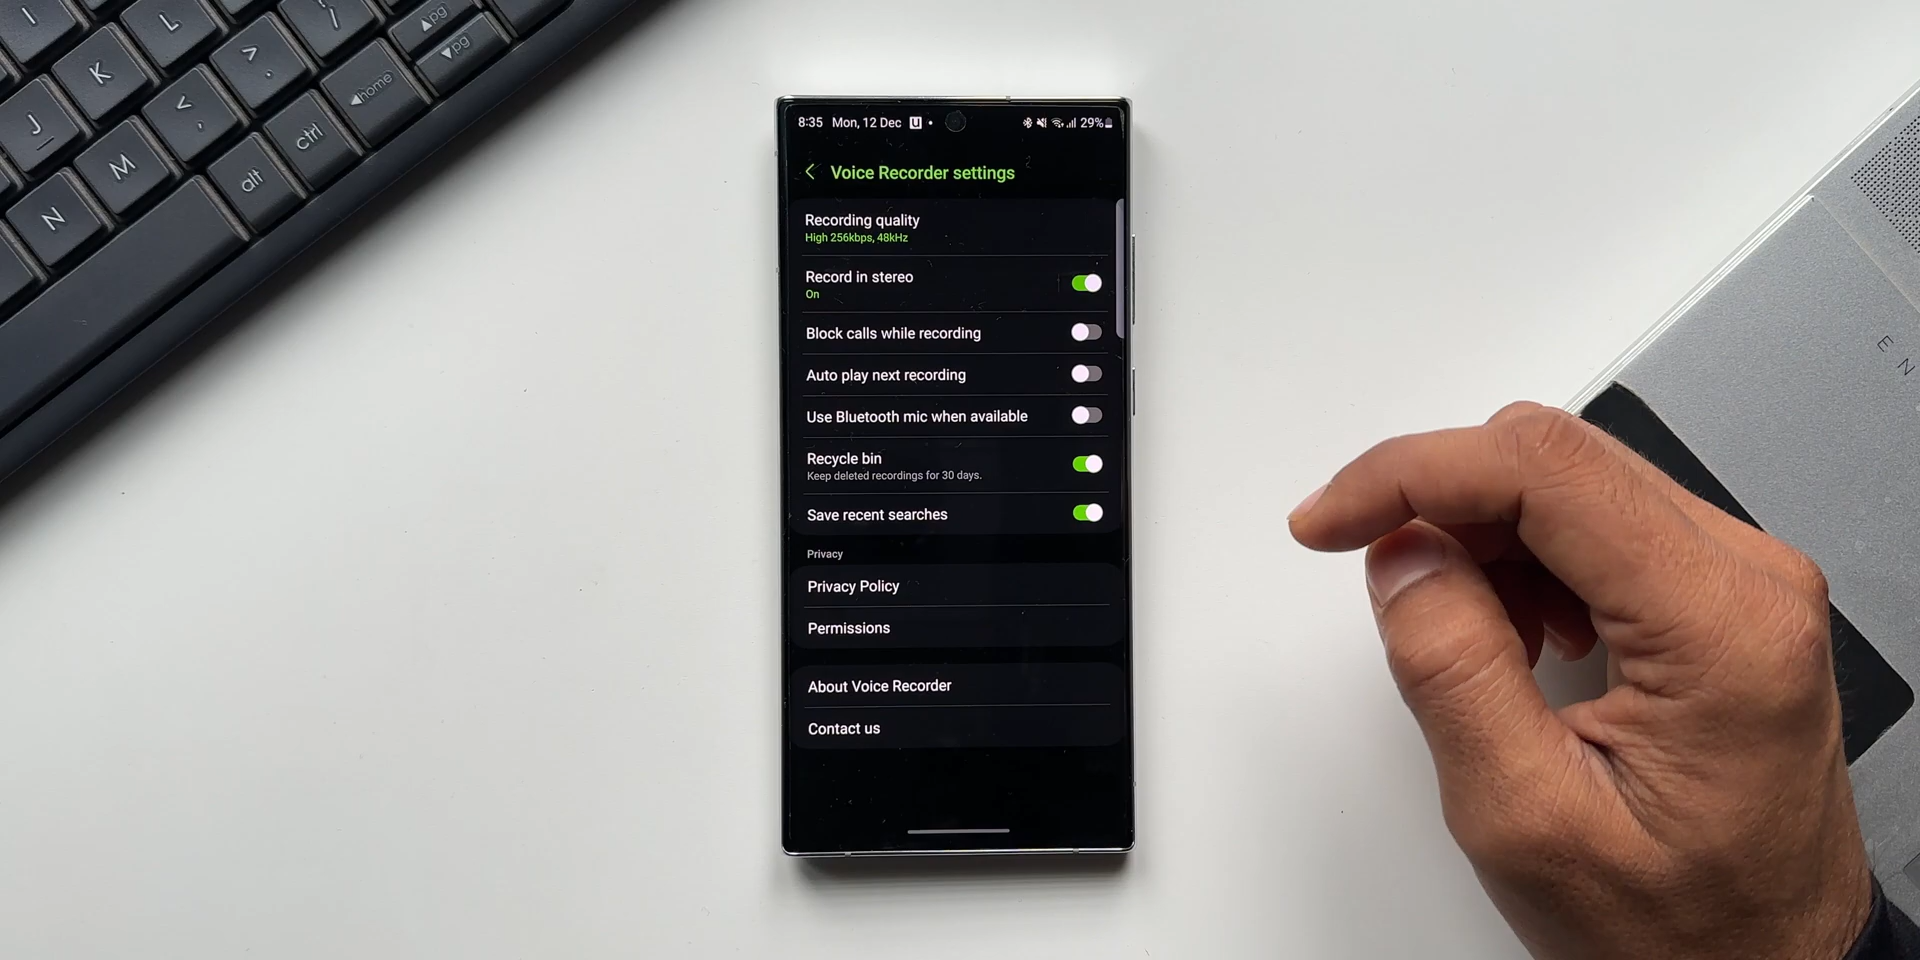 L
K
J
M
N
<
,
>
.
?
/
▲pg
▼pg
◀home
ctrl
alt
8:35 Mon, 12 Dec U • 29%
Voice Recorder settings
Recording quality
High 256kbps, 48kHz
Record in stereo
On
Block calls while recording
Auto play next recording
Use Bluetooth mic when available
Recycle bin
Keep deleted recordings for 30 days.
Save recent searches
Privacy
Privacy Policy
Permissions
About Voice Recorder
Contact us
E N